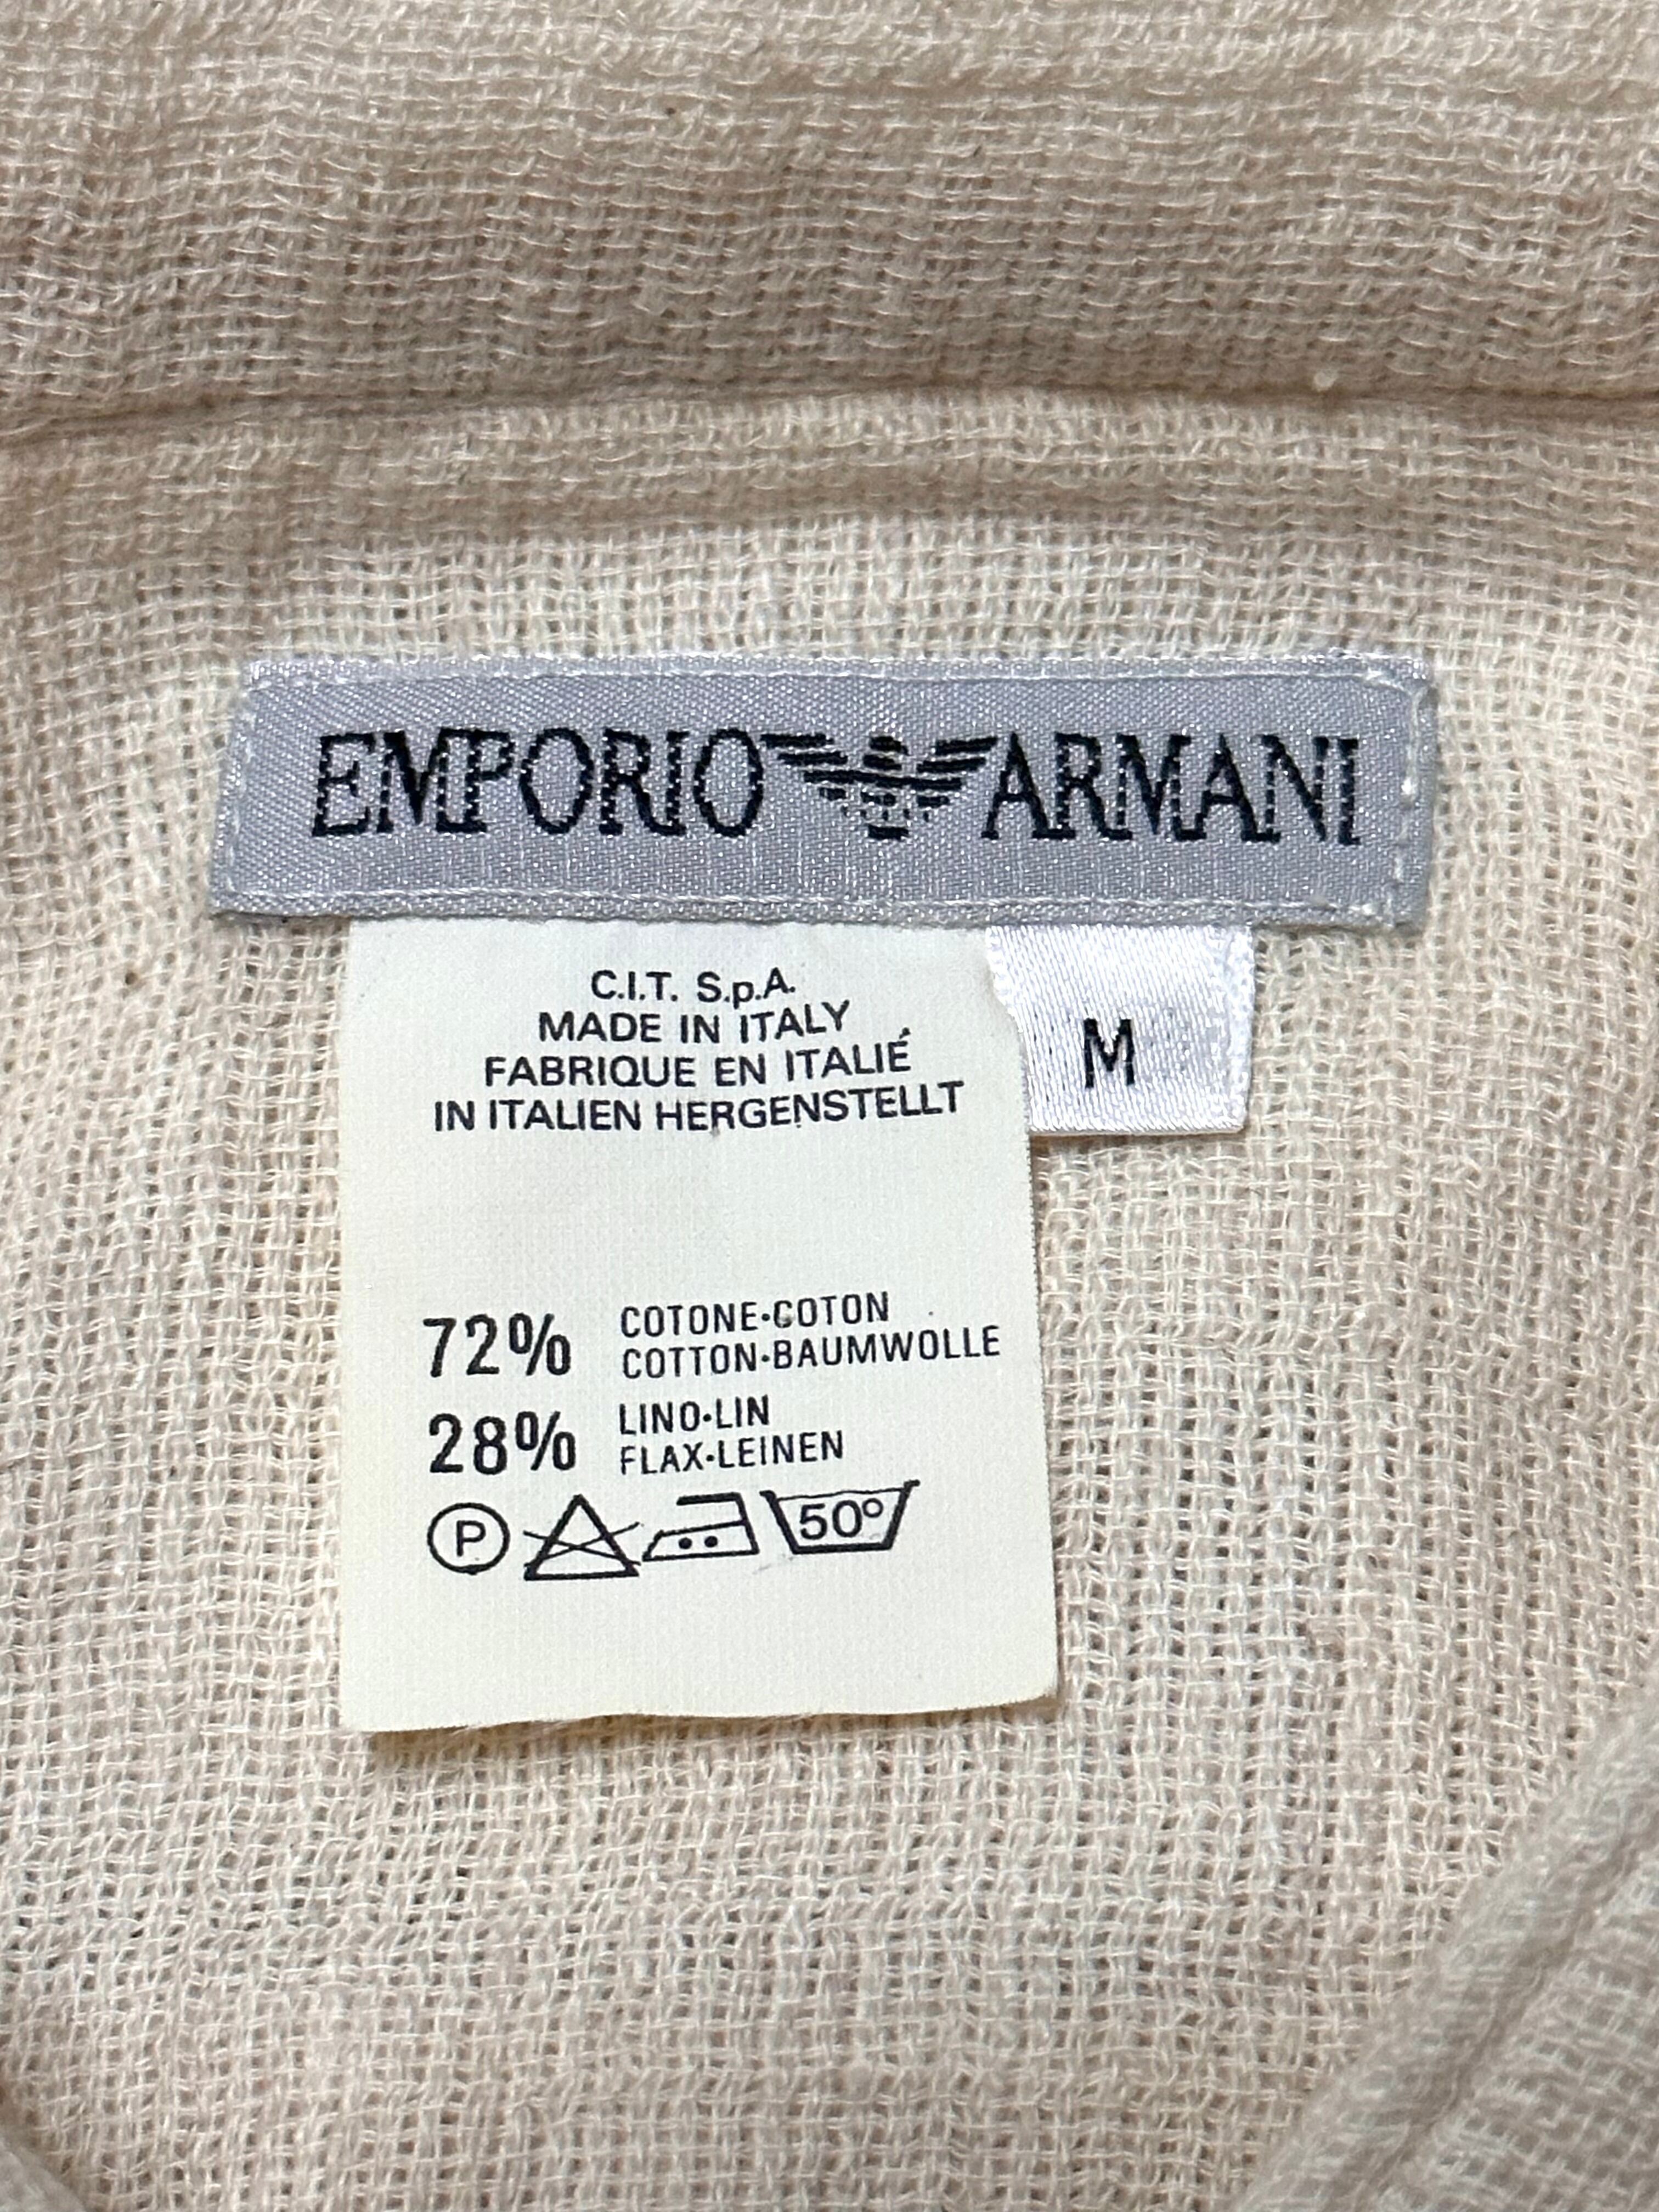 EMPORIO ARMANI
C.I.T. S.p.A.
MADE IN ITALY
FABRIQUE EN ITALIÉ
IN ITALIEN HERGENSTELLT
M
72% COTONE·COTON
COTTON·BAUMWOLLE
28% LINO·LIN
FLAX·LEINEN
P 50°